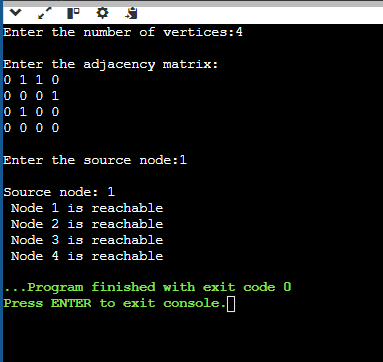 Enter the number of vertices:4
Enter the adjacency matrix:
0 1 1 0
0 0 0 1
0 1 0 0
0 0 0 0
Enter the source node:1
Source node: 1
Node 1 is reachable
Node 2 is reachable
Node 3 is reachable
Node 4 is reachable
...Program finished with exit code 0
Press ENTER to exit console.